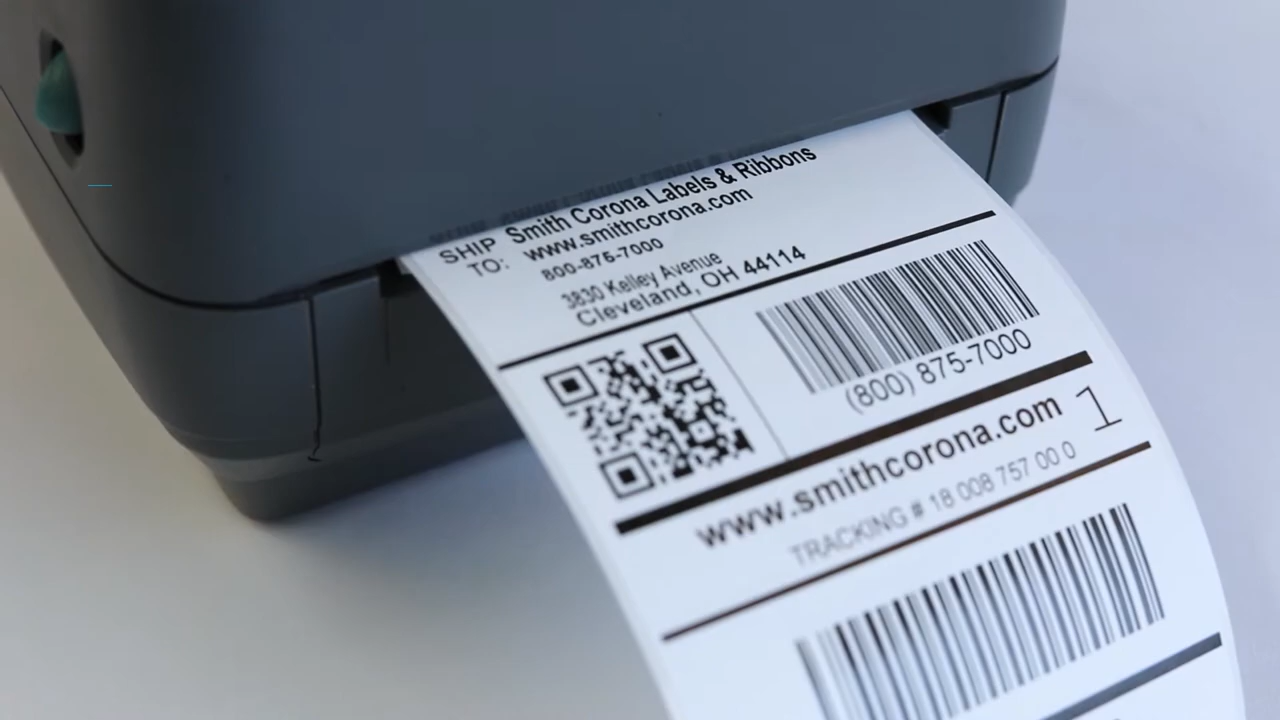 SHIP TO: Smith Corona Labels & Ribbons
www.smithcorona.com
800-875-7000
3830 Kelley Avenue
Cleveland, OH 44114
(800) 875-7000
www.smithcorona.com 1
TRACKING # 18 008 757 00 0